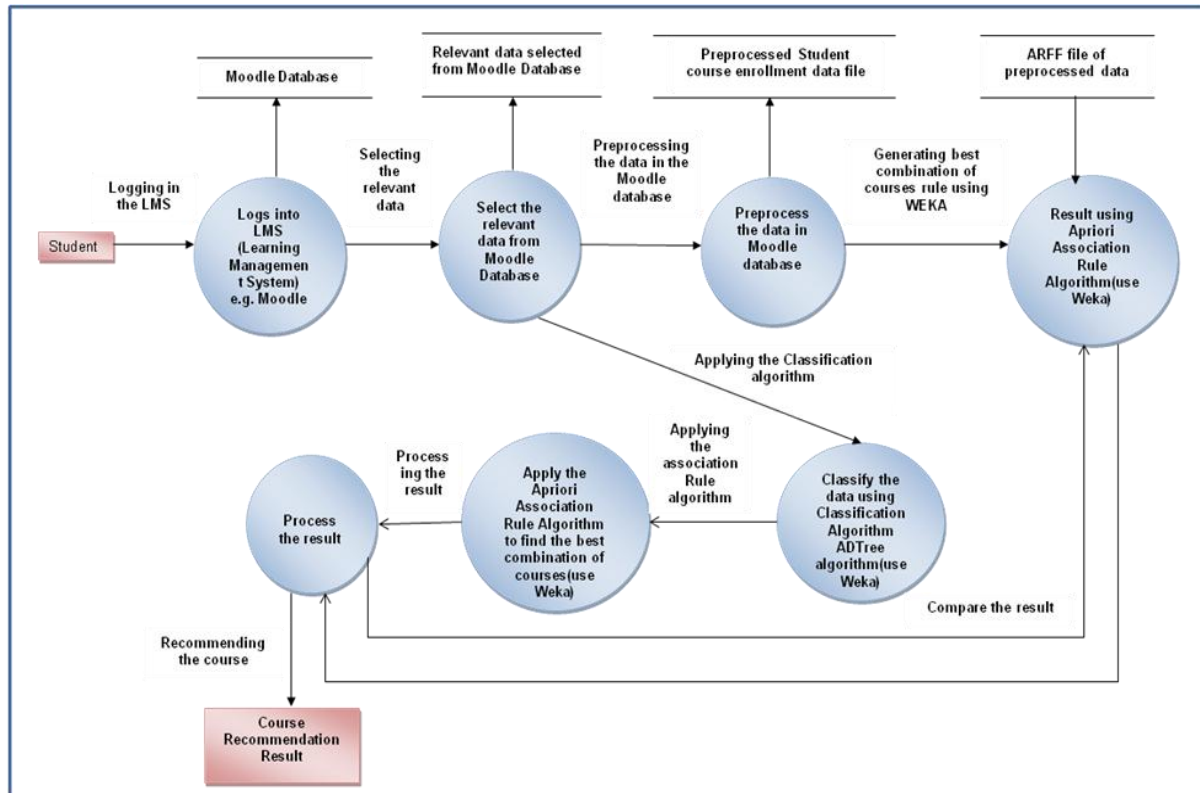 Moodle Database
Relevant data selected
from Moodle Database
Preprocessed Student
course enrollment data file
ARFF file of
preprocessed data
Logging in
the LMS
Selecting
the
relevant
data
Preprocessing
the data in the
Moodle
database
Generating best
combination
of courses rule using
WEKA
Student
Logs into
LMS
(Learning
Managemen
t System)
e.g. Moodle
Select the
relevant
data from
Moodle
Database
Preprocess
the data in
Moodle
database
Result using
Apriori
Association
Rule
Algorithm(use
Weka)
Applying the Classification
algorithm
Process
ing the
result
Applying
the
association
Rule
algorithm
Process
the result
Apply the
Apriori
Association
Rule Algorithm
to find the best
combination of
courses(use
Weka)
Classify the
data using
Classification
Algorithm
ADTree
algorithm(use
Weka)
Compare the result
Recommending
the course
Course
Recommendation
Result